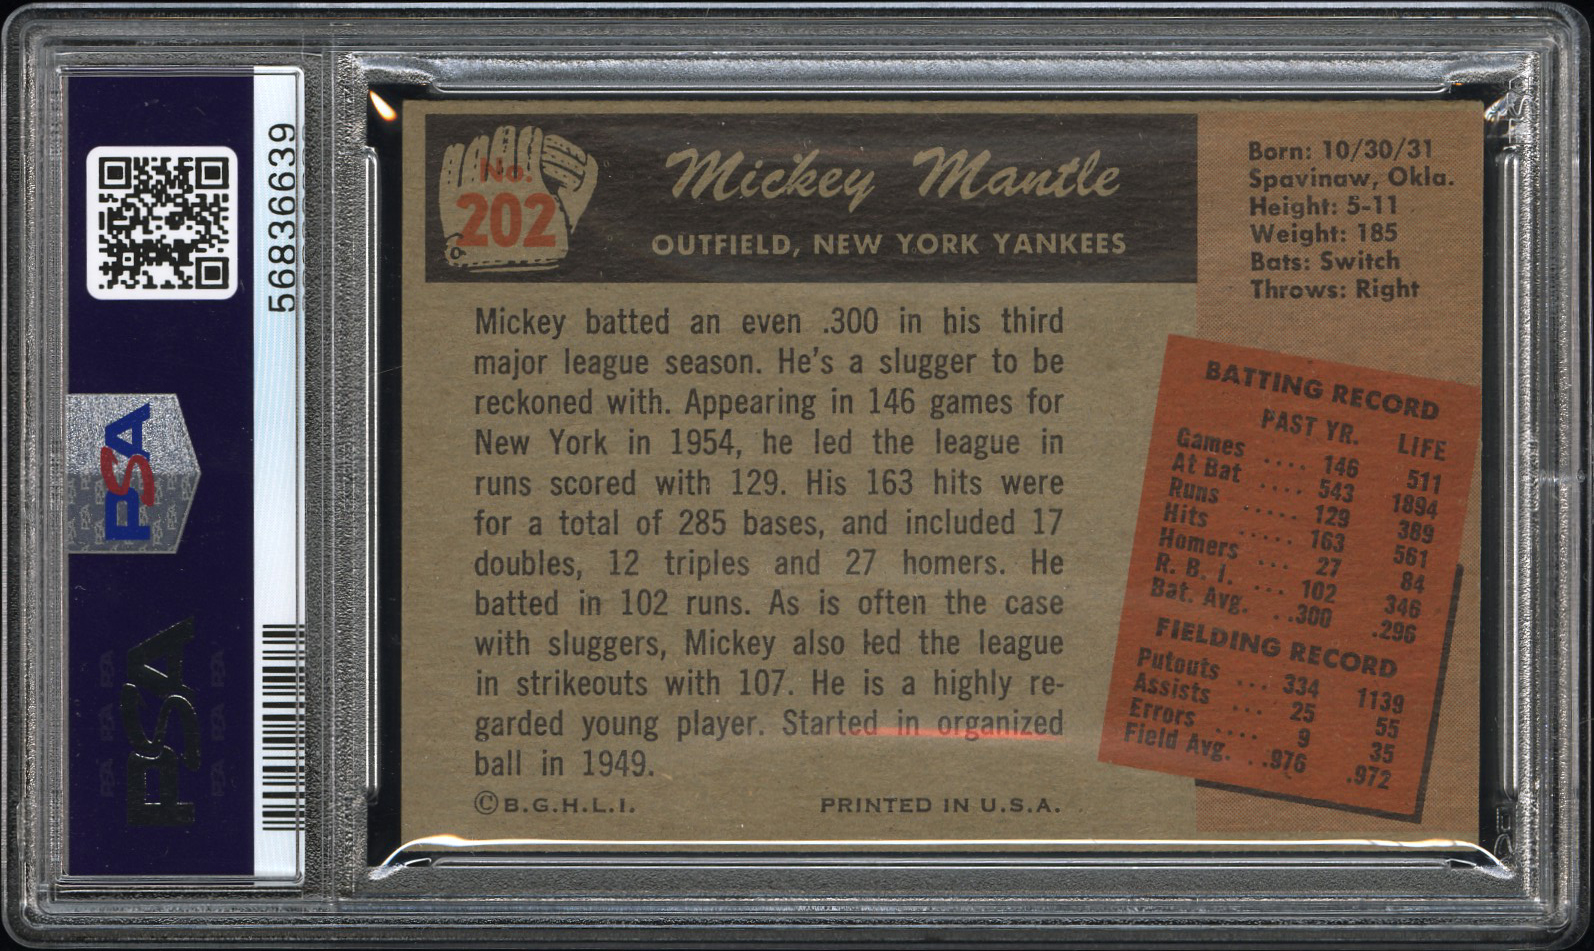 56836639
PSA
PSA
No.
202
Mickey Mantle
OUTFIELD, NEW YORK YANKEES
Born: 10/30/31
Spavinaw, Okla.
Height: 5-11
Weight: 185
Bats: Switch
Throws: Right
Mickey batted an even .300 in his third
major league season. He's a slugger to be
reckoned with. Appearing in 146 games for
New York in 1954, he led the league in
runs scored with 129. His 163 hits were
for a total of 285 bases, and included 17
doubles, 12 triples and 27 homers. He
batted in 102 runs. As is often the case
with sluggers, Mickey also led the league
in strikeouts with 107. He is a highly re-
garded young player. Started in organized
ball in 1949.
©B.G.H.L.I. PRINTED IN U.S.A.
BATTING RECORD
PAST YR. LIFE
Games .... 146 511
At Bat .... 543 1894
Runs ..... 129 389
Hits ..... 163 561
Homers ... 27 84
R. B. I. ... 102 346
Bat. Avg. ..300 .296
FIELDING RECORD
Putouts ... 334 1139
Assists ... 25 55
Errors .... 9 35
Field Avg. ..976 .972